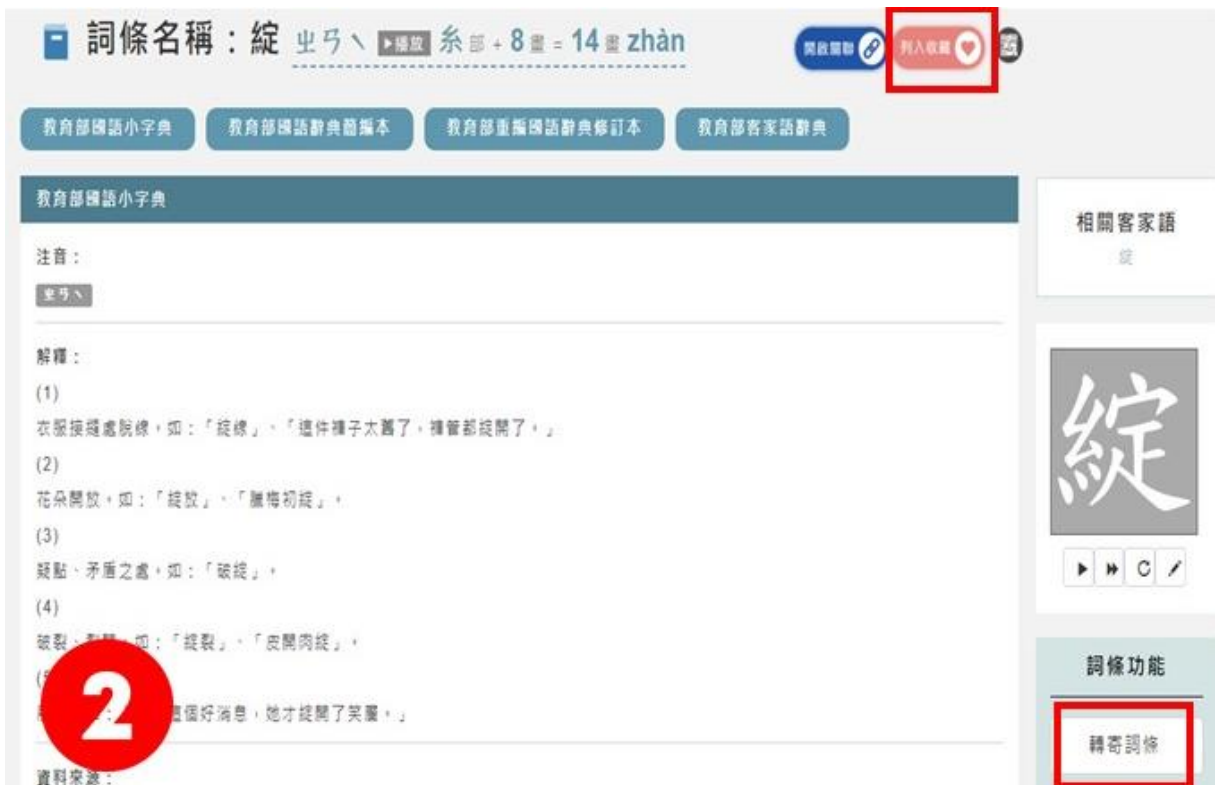 詞條名稱：綻 ㄓㄢˋ ▶播放 糸 部 + 8 畫 = 14 畫 zhàn
開啟關聯 列入收藏
教育部國語小字典 教育部國語辭典簡編本 教育部重編國語辭典修訂本 教育部客家語辭典
教育部國語小字典
注音：
ㄓㄢˋ
解釋：
(1)
衣服接縫處脫線。如：「綻線」、「這件褲子太舊了，褲管都綻開了。」
(2)
花朵開放。如：「綻放」、「臘梅初綻」。
(3)
疑點、矛盾之處。如：「破綻」。
(4)
破裂、裂開。如：「綻裂」、「皮開肉綻」。
這個好消息，她才綻開了笑靨。」
資料來源：
2
相關客家語
綻
綻
詞條功能
轉寄詞條